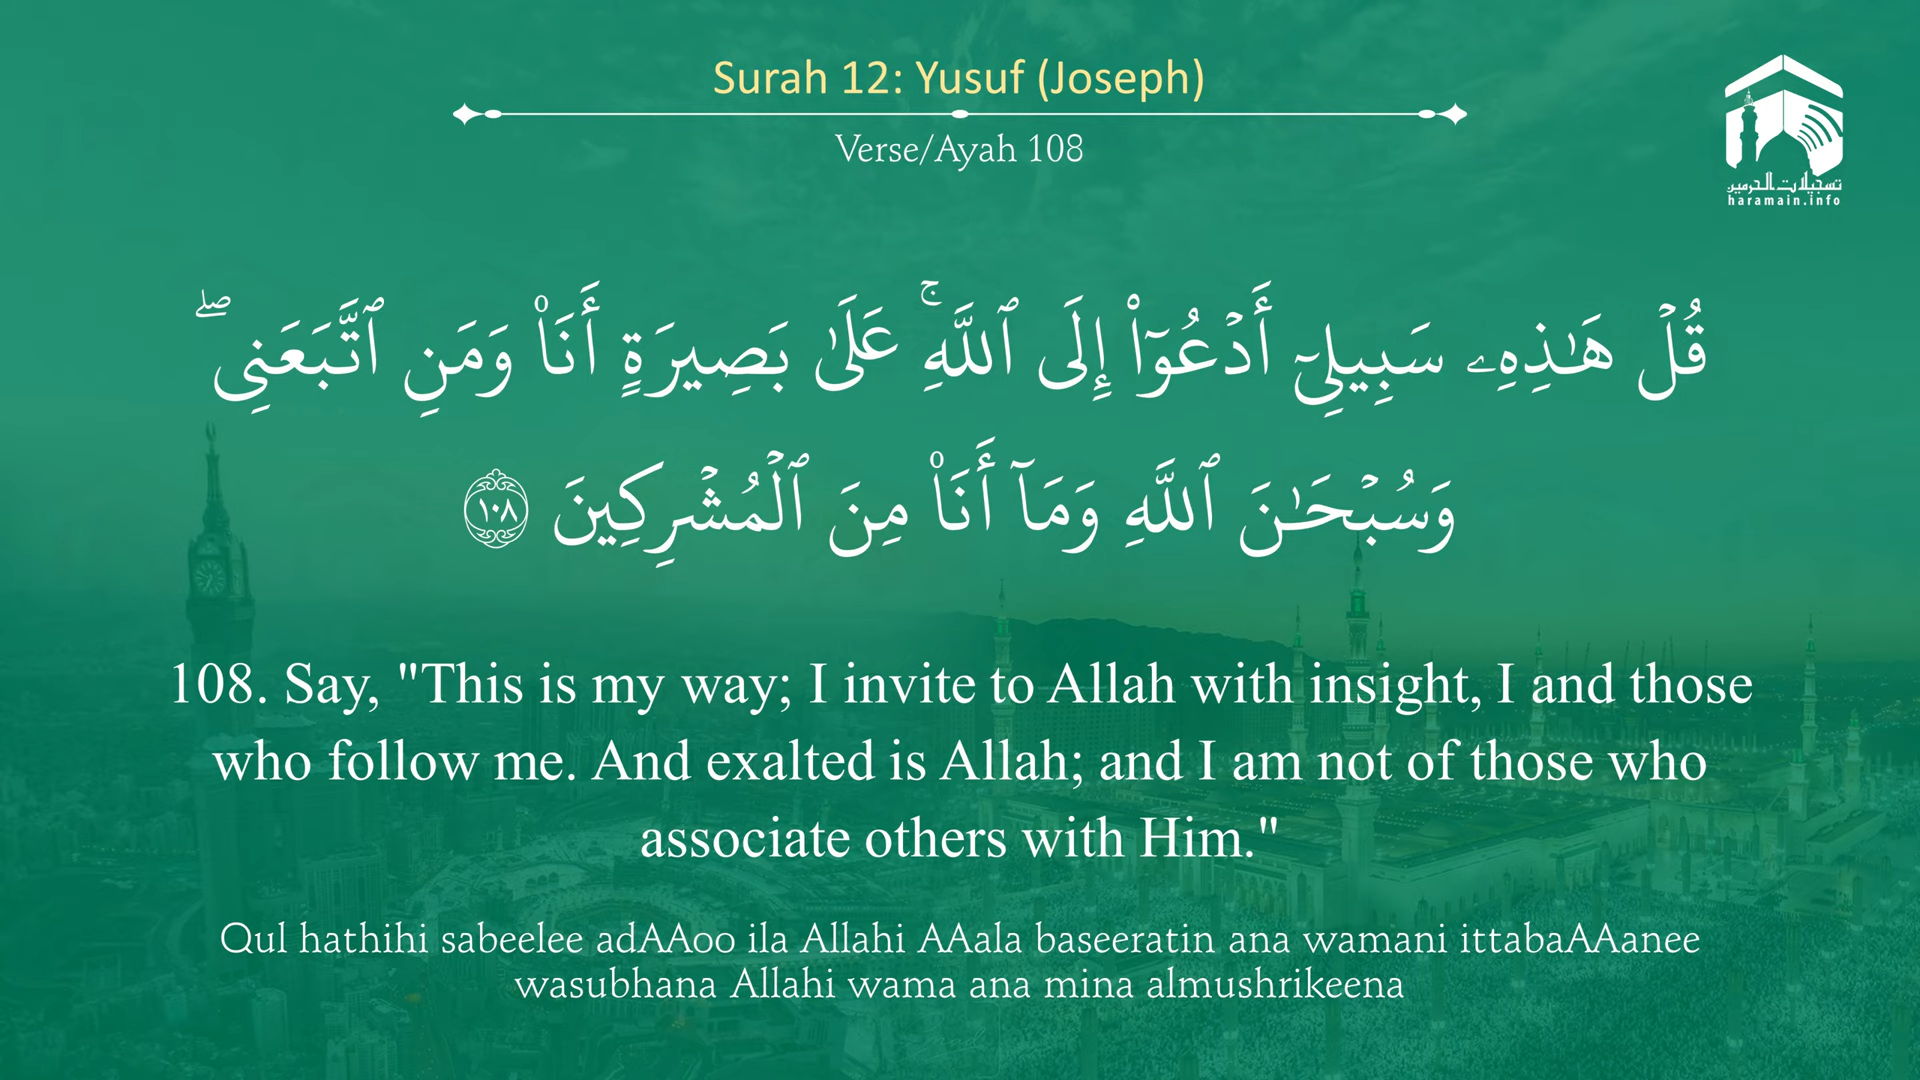 Surah 12: Yusuf (Joseph)
Verse/Ayah 108
تسجيلات الحرمين
haramain.info
قُلْ هَـٰذِهِۦ سَبِيلِىٓ أَدْعُوٓا۟ إِلَى ٱللَّهِ ۚ عَلَىٰ بَصِيرَةٍ أَنَا۠ وَمَنِ ٱتَّبَعَنِى ۖ
وَسُبْحَـٰنَ ٱللَّهِ وَمَآ أَنَا۠ مِنَ ٱلْمُشْرِكِينَ ١٠٨
108. Say, "This is my way; I invite to Allah with insight, I and those
who follow me. And exalted is Allah; and I am not of those who
associate others with Him."
Qul hathihi sabeelee adAAoo ila Allahi AAala baseeratin ana wamani ittabaAAanee
wasubhana Allahi wama ana mina almushrikeena